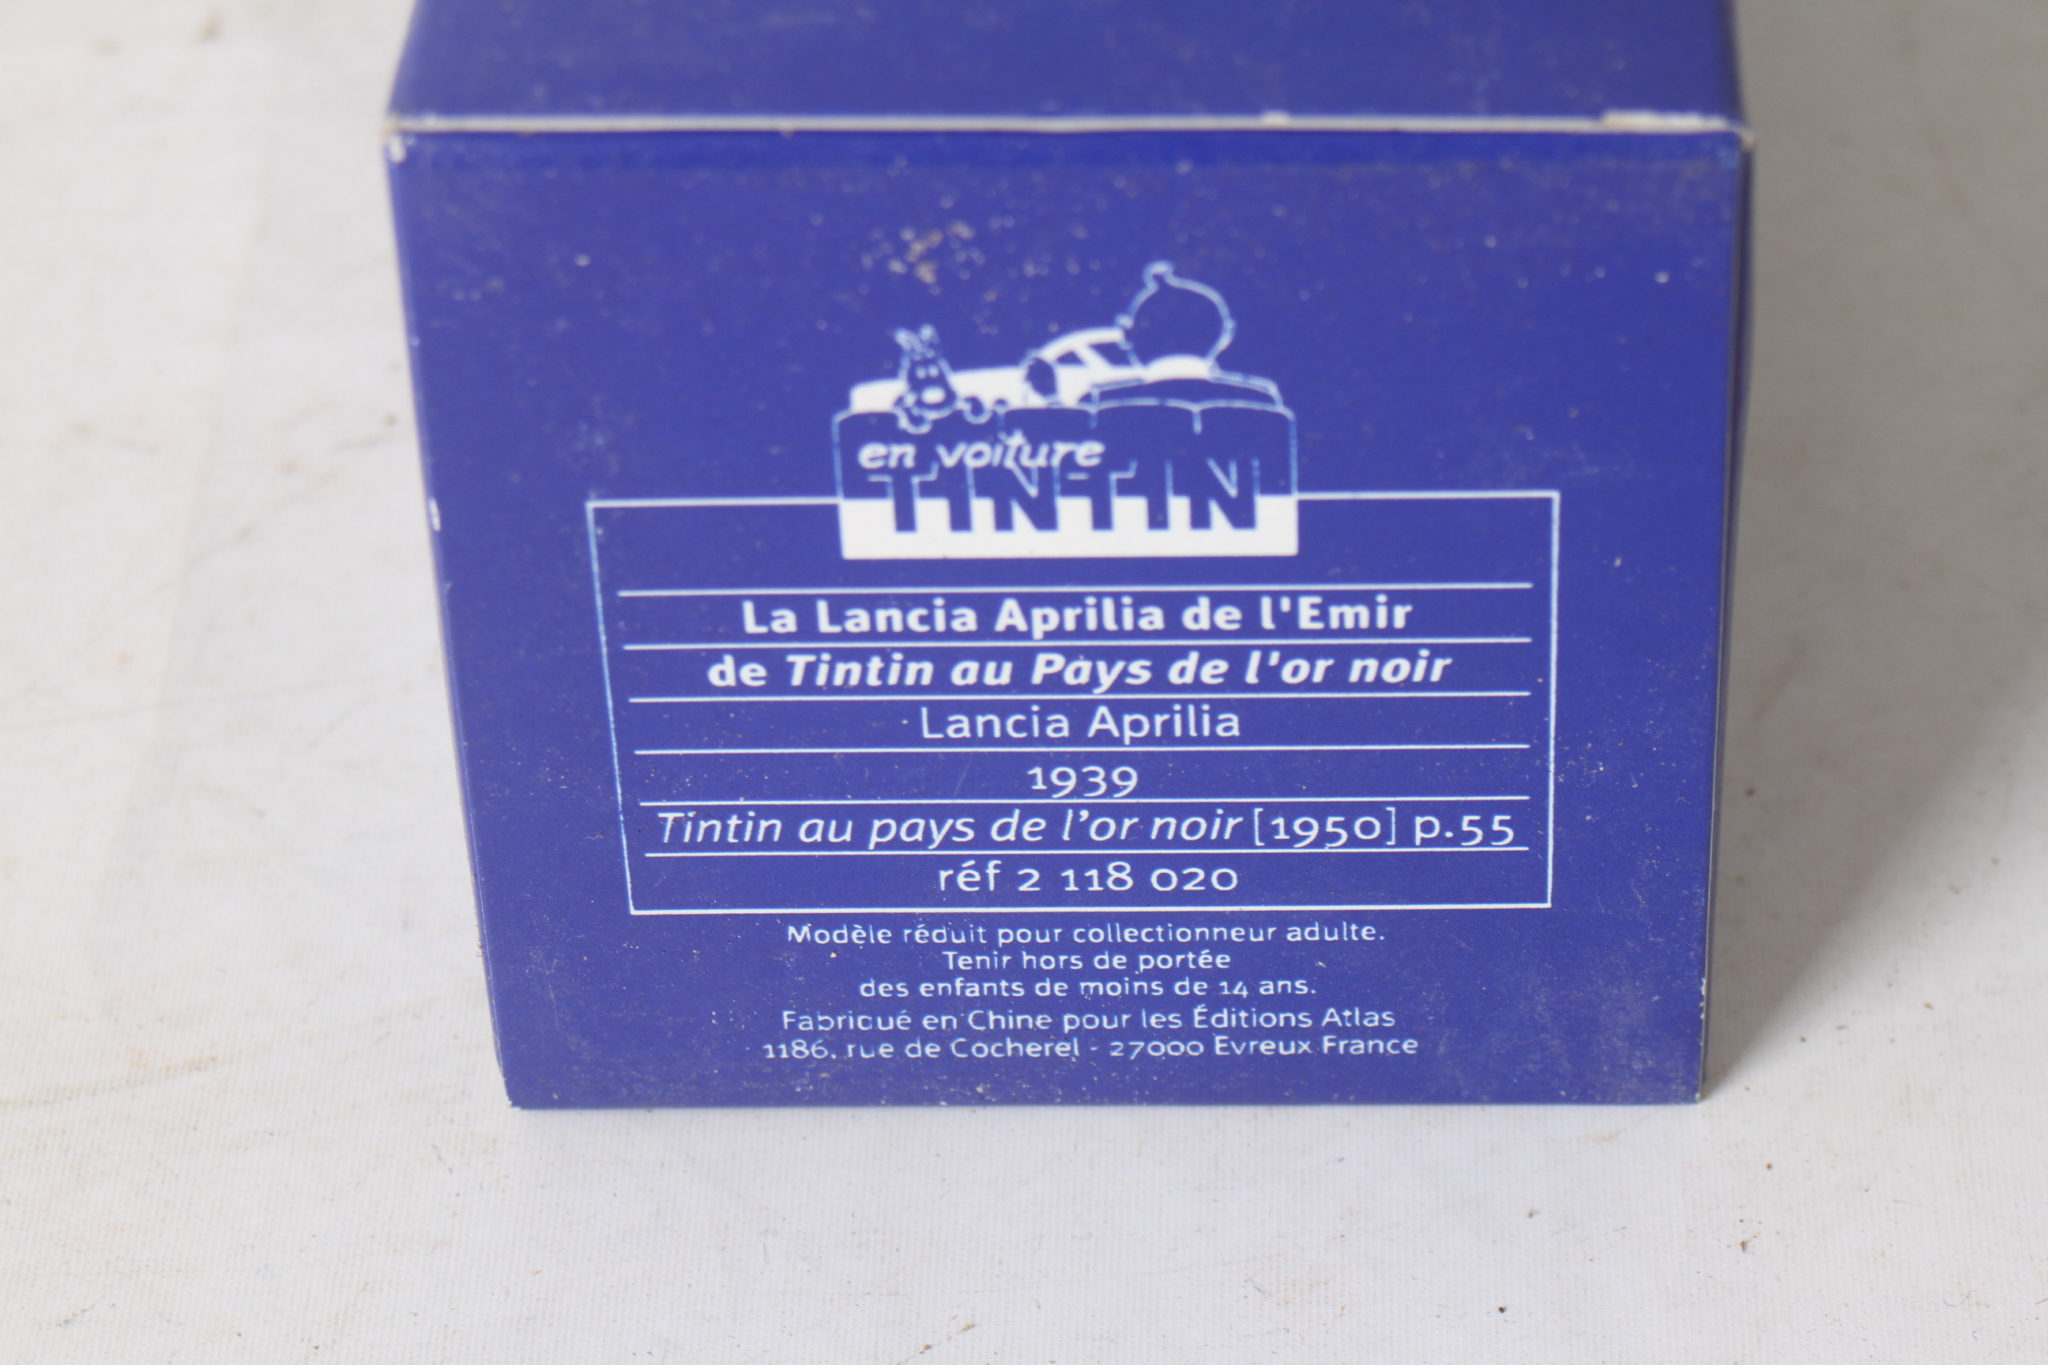 en voiture
TINTIN
La Lancia Aprilia de l'Emir
de Tintin au Pays de l'or noir
Lancia Aprilia
1939
Tintin au pays de l'or noir [1950] p.55
réf 2 118 020
Modèle réduit pour collectionneur adulte.
Tenir hors de portée
des enfants de moins de 14 ans.
Fabriqué en Chine pour les Éditions Atlas
1186, rue de Cocherel - 27000 Evreux France